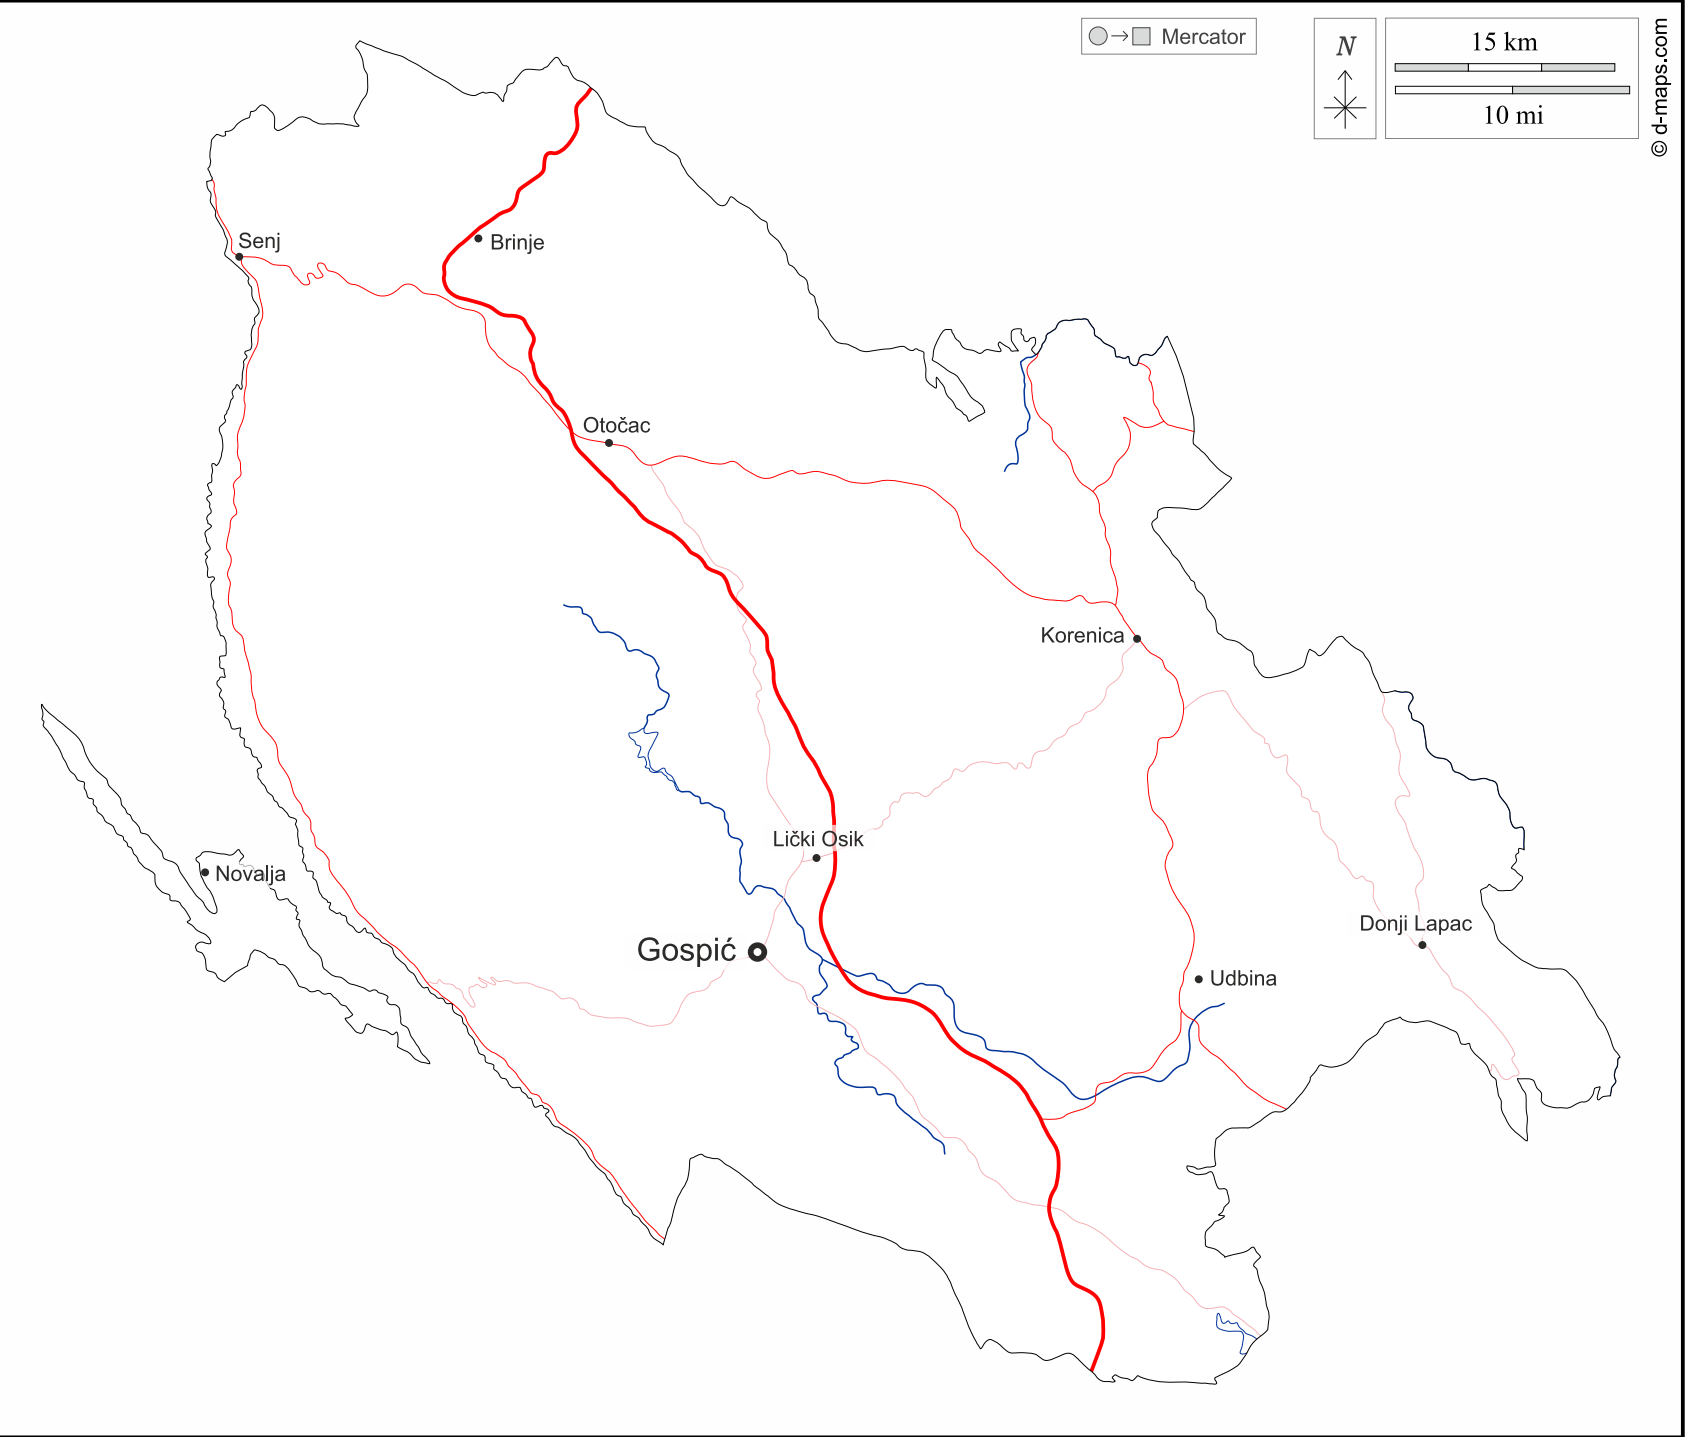 Mercator
N
15 km
10 mi
© d-maps.com
Senj
Brinje
Otočac
Korenica
Lički Osik
Novalja
Gospić
Donji Lapac
Udbina